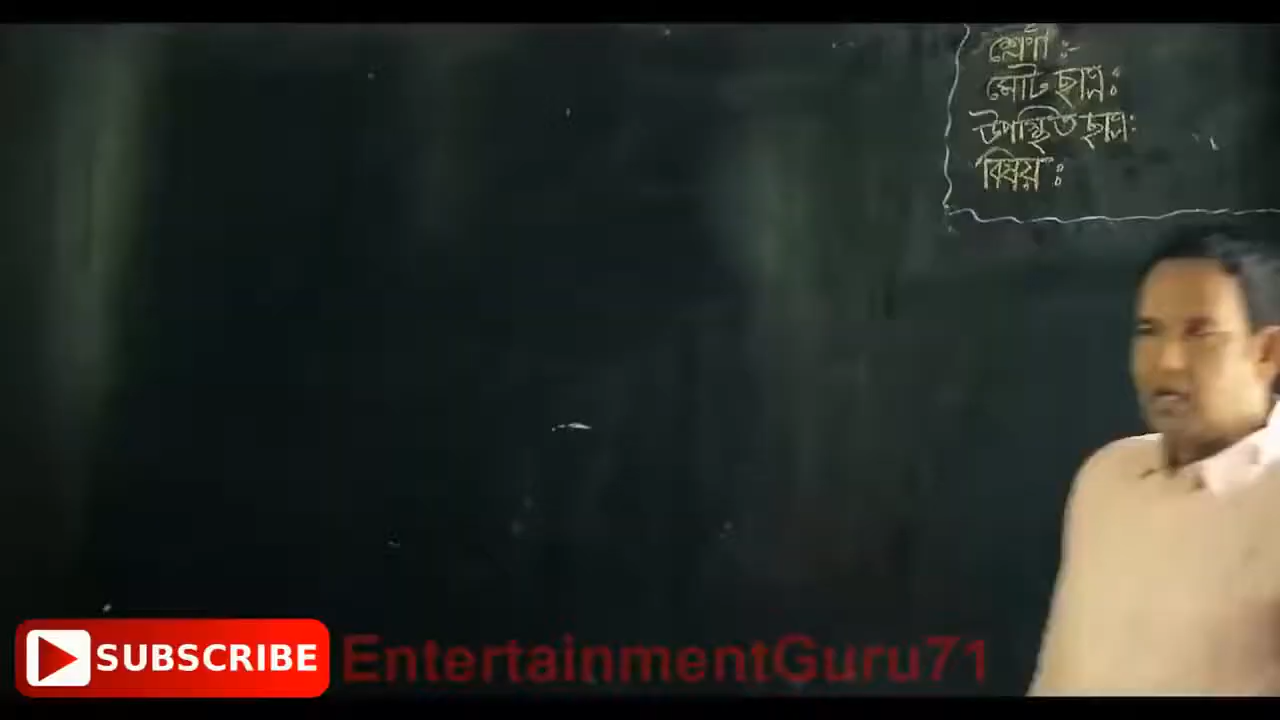 শ্রেণী :-
মোট ছাত্র :
উপস্থিত ছাত্র:
বিষয় :
SUBSCRIBE EntertainmentGuru71